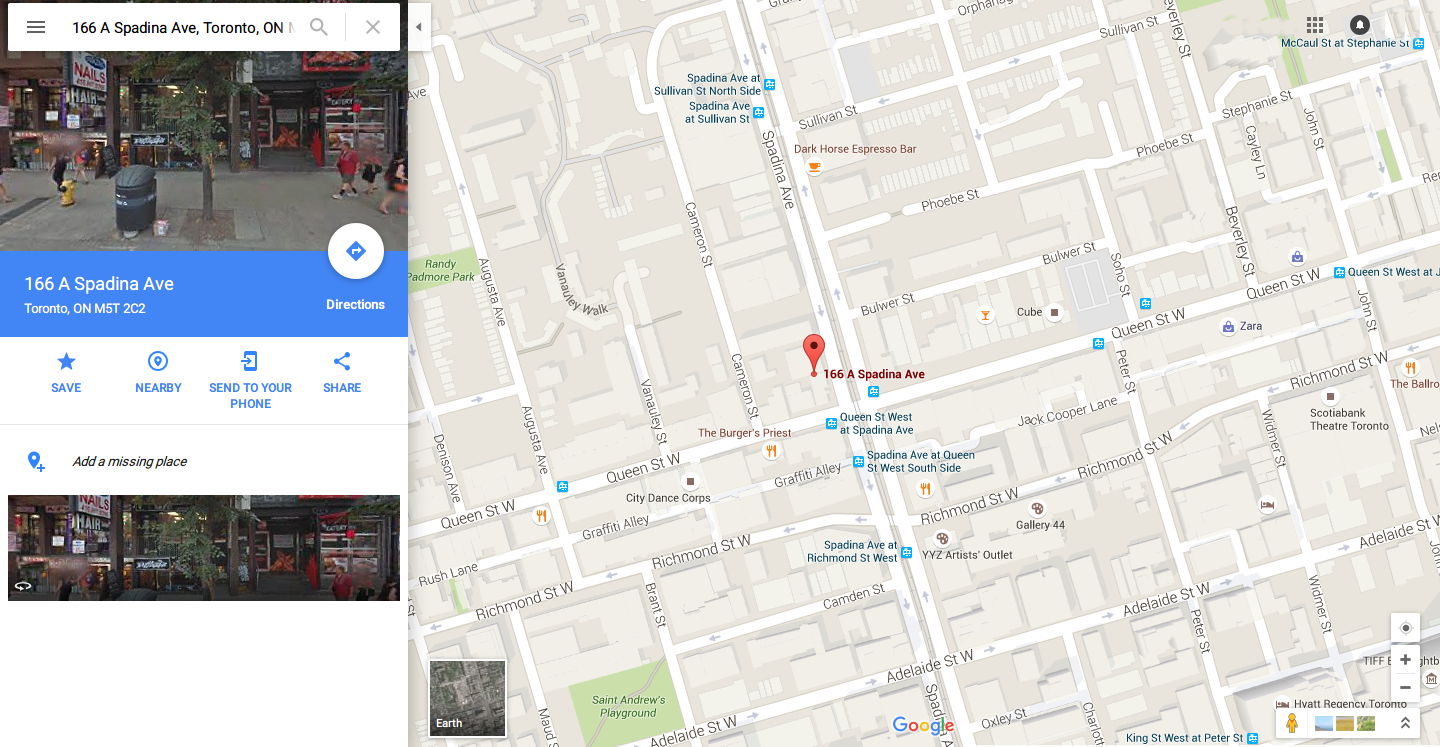 166 A Spadina Ave, Toronto, ON M
NAILS
HAIR
EATERY
166 A Spadina Ave
Toronto, ON M5T 2C2
Directions
SAVE
NEARBY
SEND TO YOUR
PHONE
SHARE
Add a missing place
NAILS
HAIR
Earth
Orphanag
Sullivan St
Beverley St
McCaul St at Stephanie St
Spadina Ave at
Sullivan St North Side
Spadina Ave
at Sullivan St
Ave
Sullivan St
Spadina Ave
Stephanie St
John St
Cayley Ln
Phoebe St
Dark Horse Espresso Bar
Phoebe St
Cameron St
Beverley St
Randy
Padmore Park
Augusta Ave
Vanauley Walk
Bulwer St
Soho St
Queen St W
Queen St West at J
John St
Bulwer St
Cube
Queen St W
Zara
166 A Spadina Ave
Peter St
Richmond St W
The Ballro
Cameron St
Vanauley St
Augusta Ave
Denison Ave
Queen St West
at Spadina Ave
Jack Cooper Lane
Scotiabank
Theatre Toronto
Widmer St
Nels
The Burger's Priest
Queen St W
Spadina Ave at Queen
St West South Side
Richmond St W
Graffiti Alley
City Dance Corps
Queen St W
Graffiti Alley
Richmond St W
Gallery 44
Adelaide St W
Richmond St W
Spadina Ave at
Richmond St West
YYZ Artists' Outlet
Rush Lane
Richmond St W
Brant St
Camden St
Adelaide St W
Peter St
Widmer St
Adelaide St W
TIFF B
Saint Andrew's
Playground
Maud S
Adelaide St W
Spad
Google
Oxley St
Charlot
Hyatt Regency Toronto
King St West at Peter St